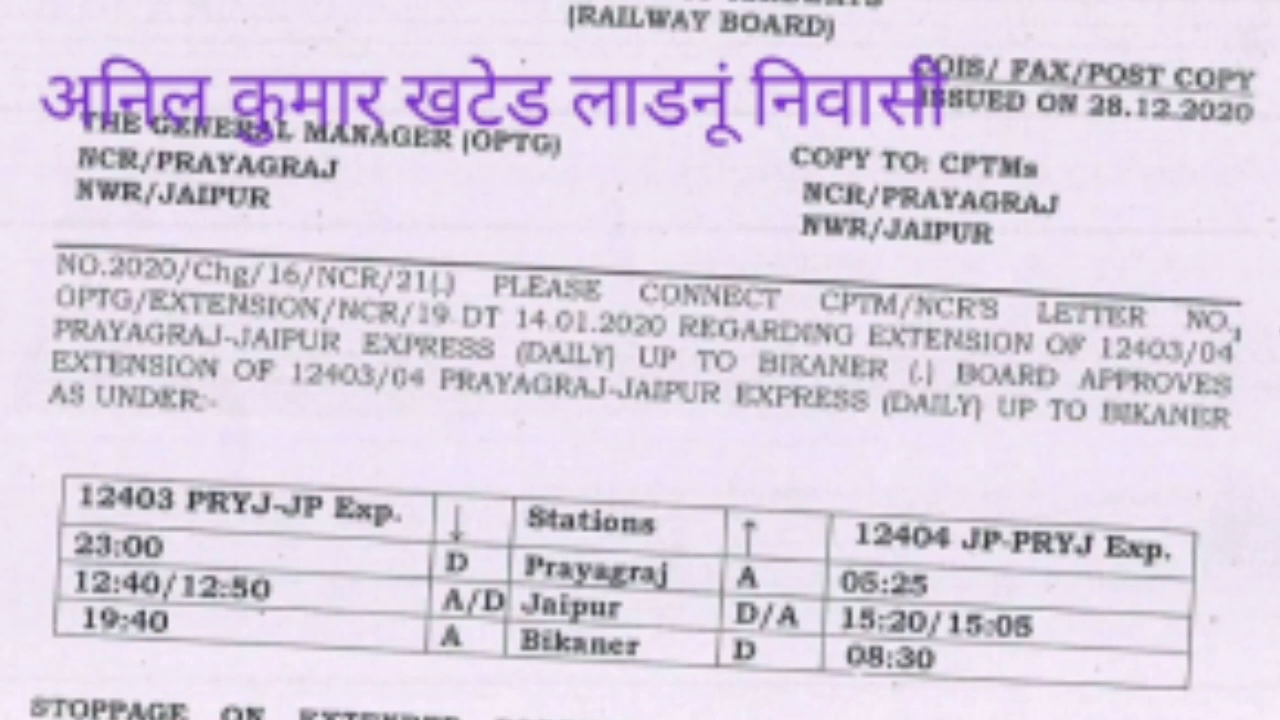 (RAILWAY BOARD)
अनिल कुमार खटेड लाडनूं निवासी
COIS/ FAX/POST COPY
ISSUED ON 28.12.2020
THE GENERAL MANAGER (OPTG)
NCR/PRAYAGRAJ
NWR/JAIPUR
COPY TO: CPTMs
NCR/PRAYAGRAJ
NWR/JAIPUR
NO.2020/Chg/16/NCR/21(.) PLEASE CONNECT CPTM/NCR'S LETTER NO.
OPTG/EXTENSION/NCR/19 DT 14.01.2020 REGARDING EXTENSION OF 12403/04
PRAYAGRAJ-JAIPUR EXPRESS (DAILY) UP TO BIKANER (.) BOARD APPROVES
EXTENSION OF 12403/04 PRAYAGRAJ-JAIPUR EXPRESS (DAILY) UP TO BIKANER
AS UNDER:-
12403 PRYJ-JP Exp. ↓ Stations ↑ 12404 JP-PRYJ Exp.
23:00 D Prayagraj A 05:25
12:40/12:50 A/D Jaipur D/A 15:20/15:05
19:40 A Bikaner D 08:30
STOPPAGE ON EXTENDED